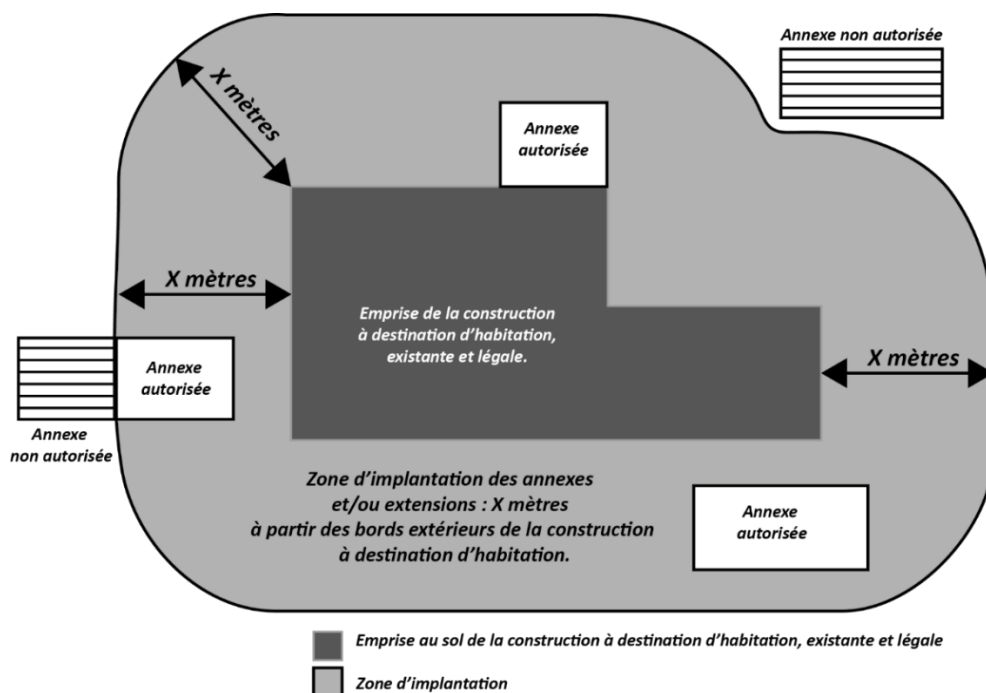 Annexe non autorisée
X mètres
Annexe
autorisée
X mètres
Emprise de la construction
à destination d'habitation,
existante et légale.
X mètres
Annexe
autorisée
Annexe
non autorisée
Zone d'implantation des annexes
et/ou extensions : X mètres
à partir des bords extérieurs de la construction
à destination d'habitation.
Annexe
autorisée
Emprise au sol de la construction à destination d'habitation, existante et légale
Zone d'implantation